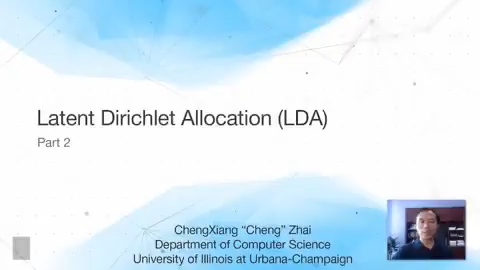 Latent Dirichlet Allocation (LDA)
Part 2
ChengXiang “Cheng” Zhai
Department of Computer Science
University of Illinois at Urbana-Champaign